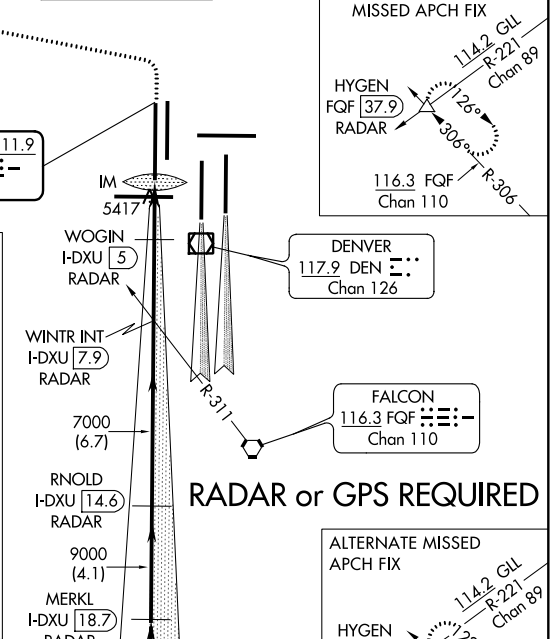 MISSED APCH FIX
114.2 GLL
R-221
Chan 89
HYGEN
FQF 37.9
RADAR
126°
306°
116.3 FQF
Chan 110
R-306
11.9
IM
5417
WOGIN
I-DXU 5
RADAR
DENVER
117.9 DEN
Chan 126
WINTR INT
I-DXU 7.9
RADAR
R-311
FALCON
116.3 FQF
Chan 110
7000
(6.7)
RNOLD
I-DXU 14.6
RADAR
RADAR or GPS REQUIRED
9000
(4.1)
MERKL
I-DXU 18.7
RADAR
ALTERNATE MISSED
APCH FIX
114.2 GLL
R-221
Chan 89
HYGEN